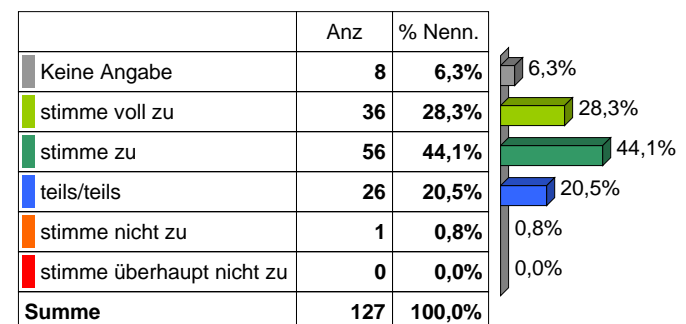 Anz % Nenn.
Keine Angabe 8 6,3% 6,3%
stimme voll zu 36 28,3% 28,3%
stimme zu 56 44,1% 44,1%
teils/teils 26 20,5% 20,5%
stimme nicht zu 1 0,8% 0,8%
stimme überhaupt nicht zu 0 0,0% 0,0%
Summe 127 100,0%